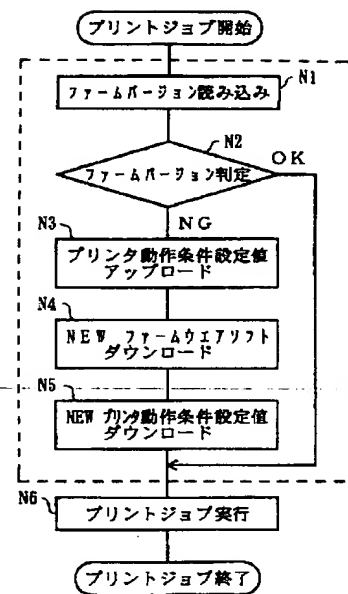 プリントジョブ開始
N1
ファームバージョン読み込み
N2
ファームバージョン判定
OK
NG
N3
プリンタ動作条件設定値
アップロード
N4
NEW ファームウエアソフト
ダウンロード
N5
NEW プリンタ動作条件設定値
ダウンロード
N6
プリントジョブ実行
プリントジョブ終了